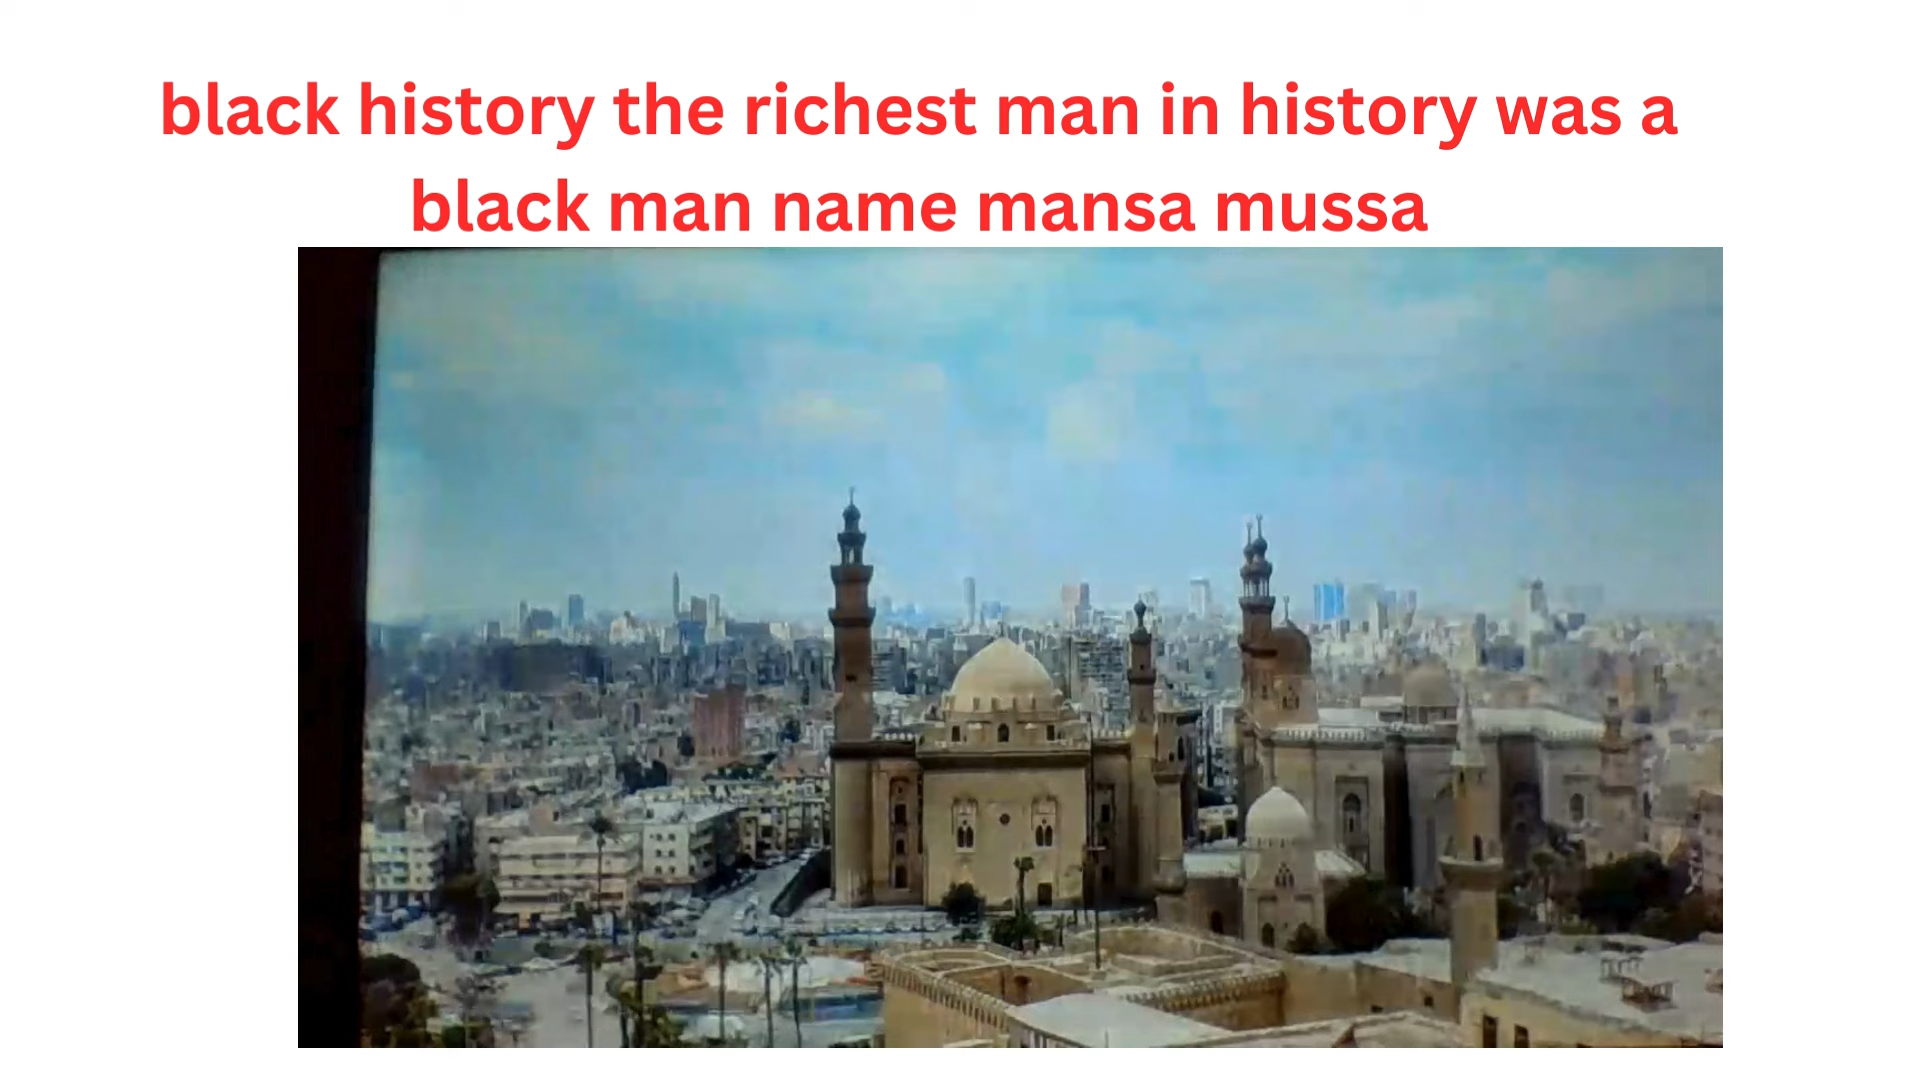 black history the richest man in history was a
black man name mansa mussa